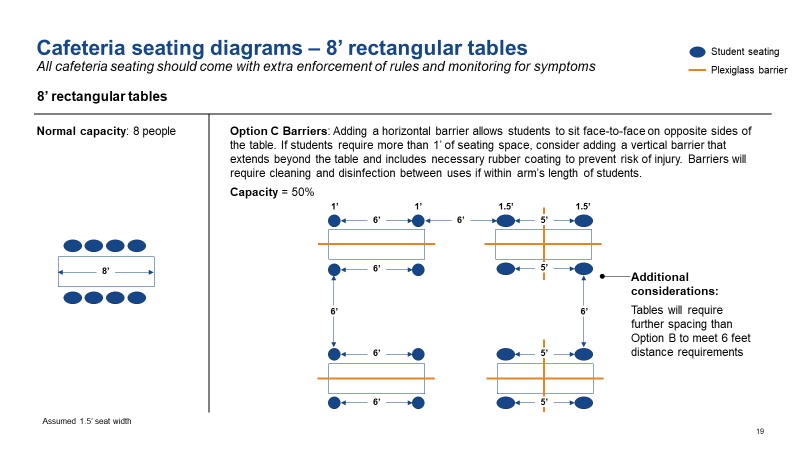 Cafeteria seating diagrams – 8’ rectangular tables
All cafeteria seating should come with extra enforcement of rules and monitoring for symptoms
Student seating
Plexiglass barrier
8’ rectangular tables
Normal capacity: 8 people
8’
Assumed 1.5’ seat width
Option C Barriers: Adding a horizontal barrier allows students to sit face-to-face on opposite sides of
the table. If students require more than 1’ of seating space, consider adding a vertical barrier that
extends beyond the table and includes necessary rubber coating to prevent risk of injury. Barriers will
require cleaning and disinfection between uses if within arm’s length of students.
Capacity = 50%
1’ 1’ 1.5’ 1.5’
6’ 6’ 5’
6’ 5’
6’ 6’
6’ 5’
6’ 5’
Additional
considerations:
Tables will require
further spacing than
Option B to meet 6 feet
distance requirements
19